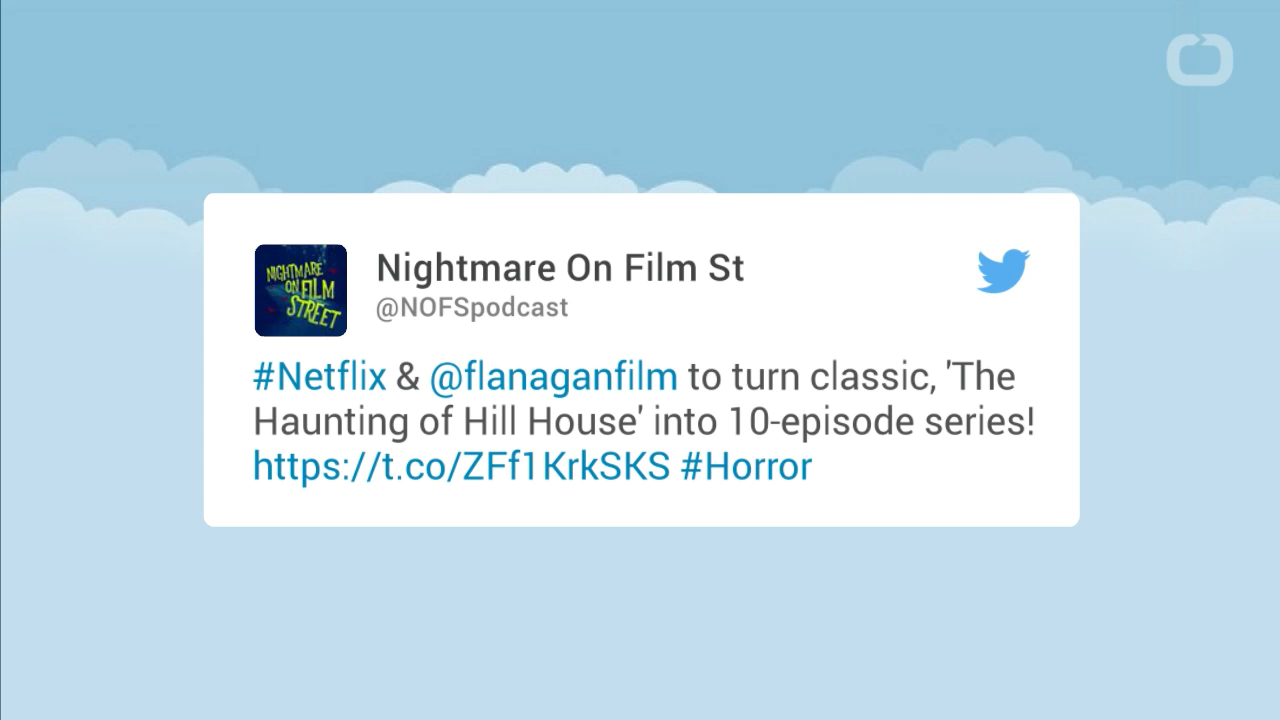 NIGHTMARE
ON FILM
STREET
Nightmare On Film St
@NOFSpodcast
#Netflix & @flanaganfilm to turn classic, 'The
Haunting of Hill House' into 10-episode series!
https://t.co/ZFf1KrkSKS #Horror